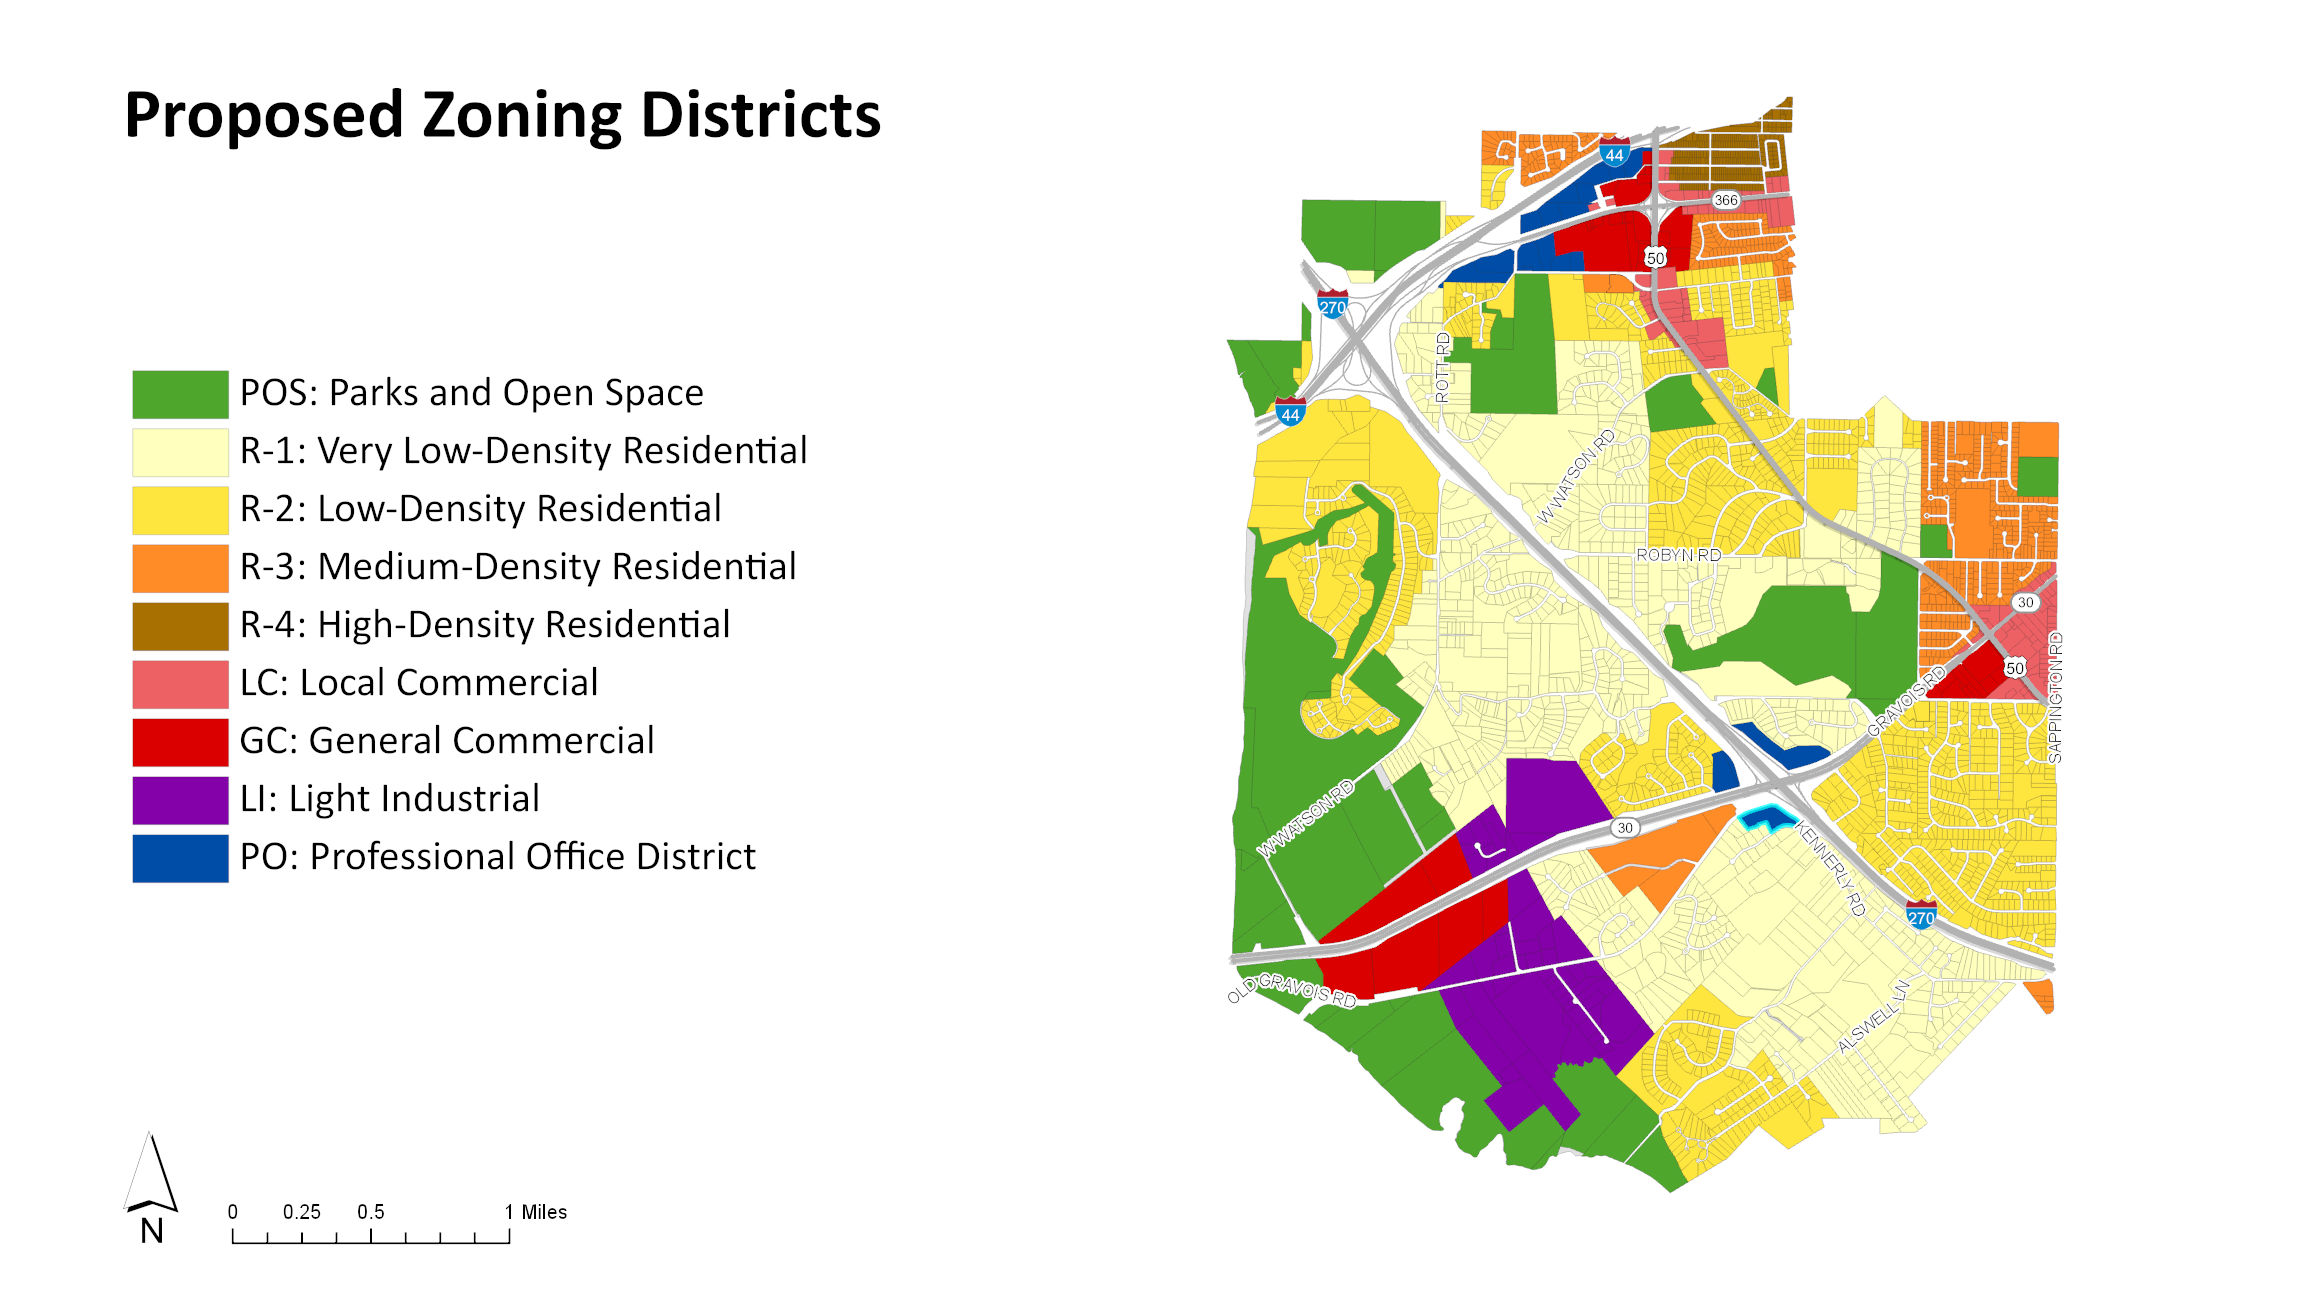 Proposed Zoning Districts
POS: Parks and Open Space
R-1: Very Low-Density Residential
R-2: Low-Density Residential
R-3: Medium-Density Residential
R-4: High-Density Residential
LC: Local Commercial
GC: General Commercial
LI: Light Industrial
PO: Professional Office District
N
0 0.25 0.5 1 Miles
44
366
50
270
ROTT RD
44
W WATSON RD
ROBYN RD
30
50
SAPPINGTON RD
GRAVOIS RD
W WATSON RD
30
KENNERLY RD
270
OLD GRAVOIS RD
ALSWELL LN